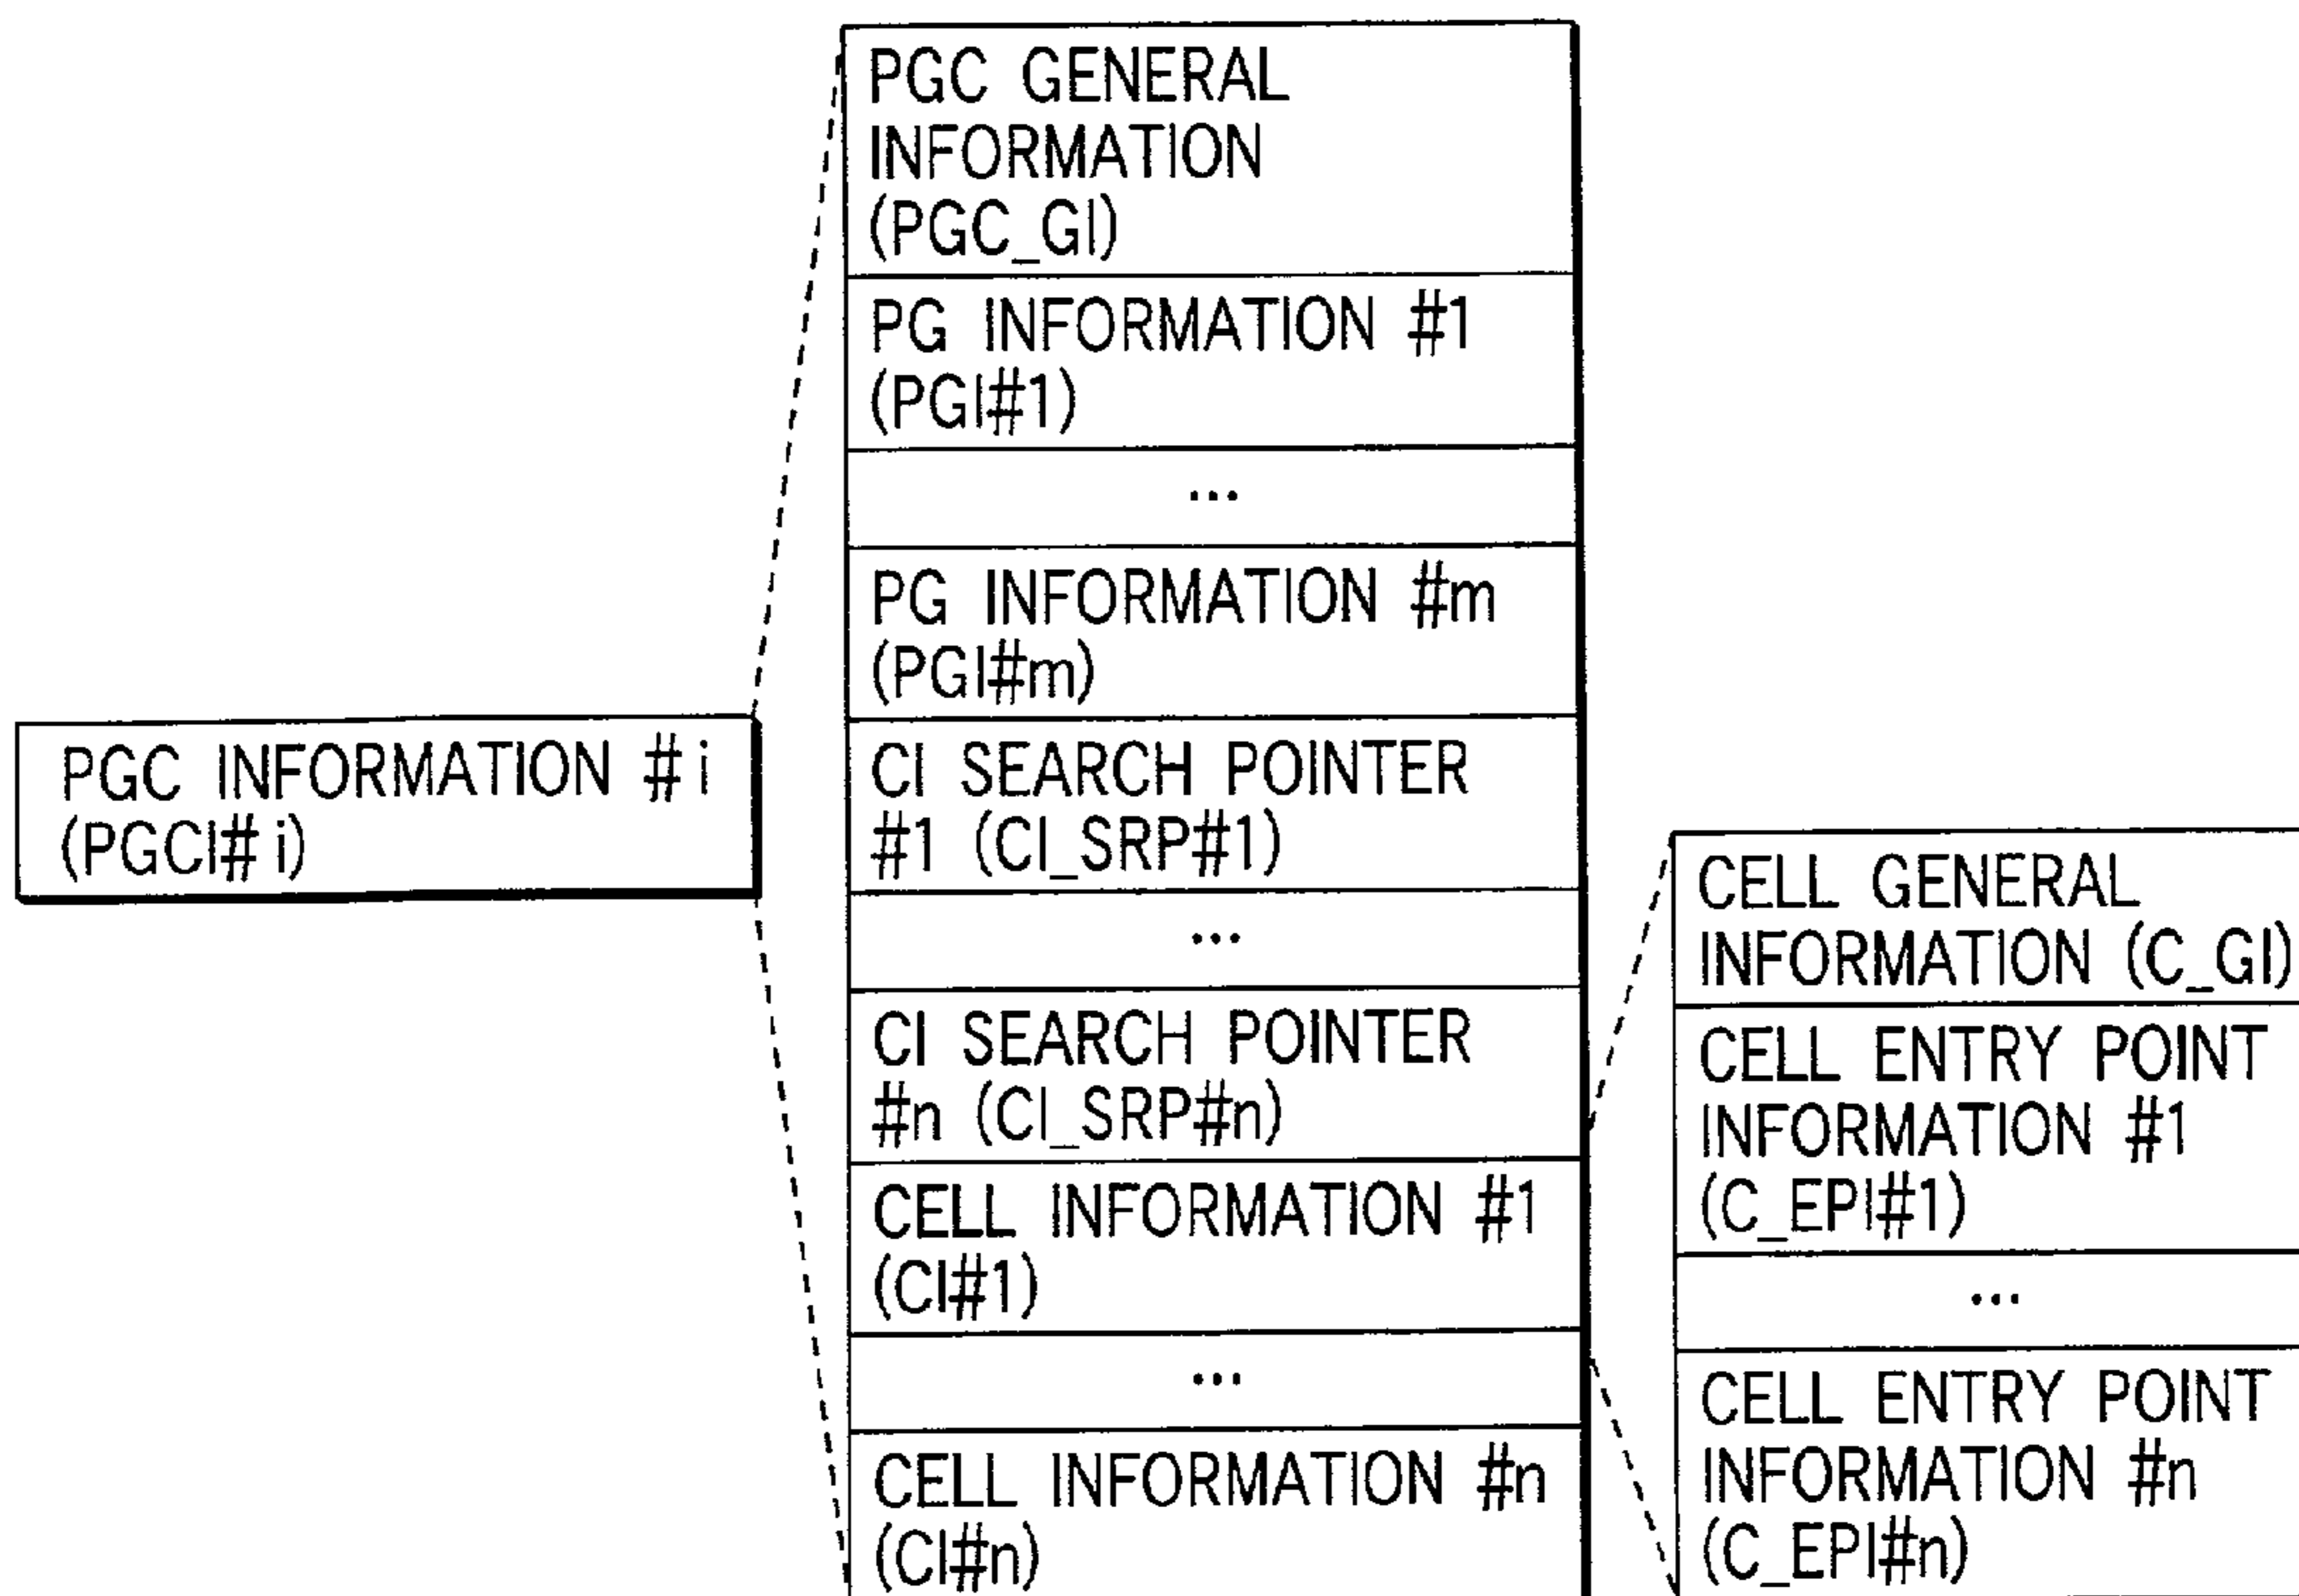 PGC INFORMATION # i
(PGCI# i)
PGC GENERAL
INFORMATION
(PGC_GI)
PG INFORMATION #1
(PGI#1)
...
PG INFORMATION #m
(PGI#m)
CI SEARCH POINTER
#1 (CI_SRP#1)
...
CI SEARCH POINTER
#n (CI_SRP#n)
CELL INFORMATION #1
(CI#1)
...
CELL INFORMATION #n
(CI#n)
CELL GENERAL
INFORMATION (C_GI)
CELL ENTRY POINT
INFORMATION #1
(C_EPI#1)
...
CELL ENTRY POINT
INFORMATION #n
(C_EPI#n)